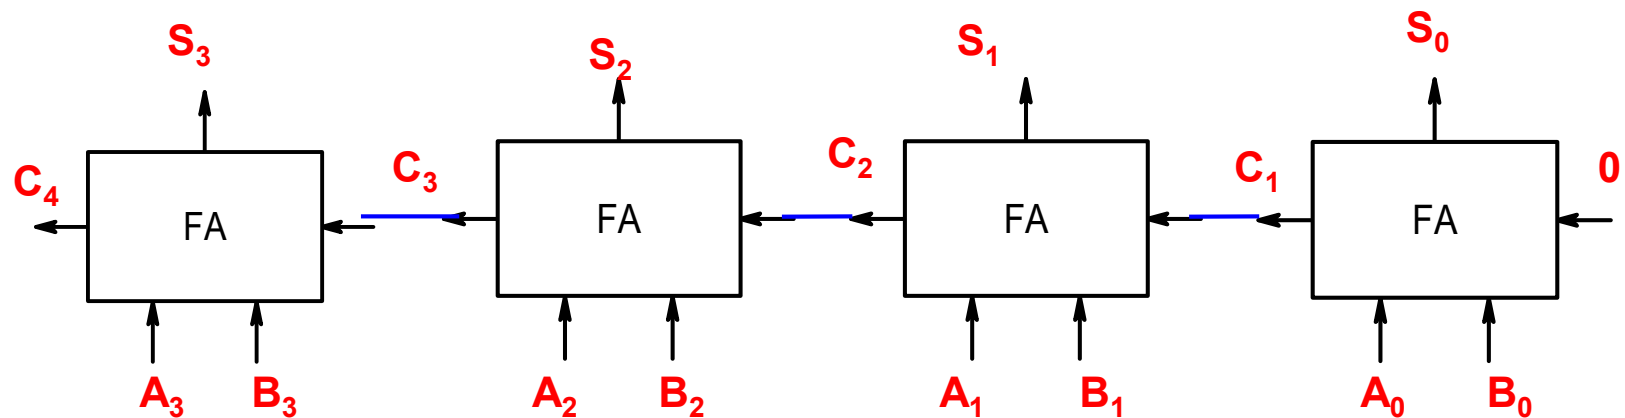 S₃ S₂ S₁ S₀
C₄ C₃ C₂ C₁ 0
FA FA FA FA
A₃ B₃ A₂ B₂ A₁ B₁ A₀ B₀